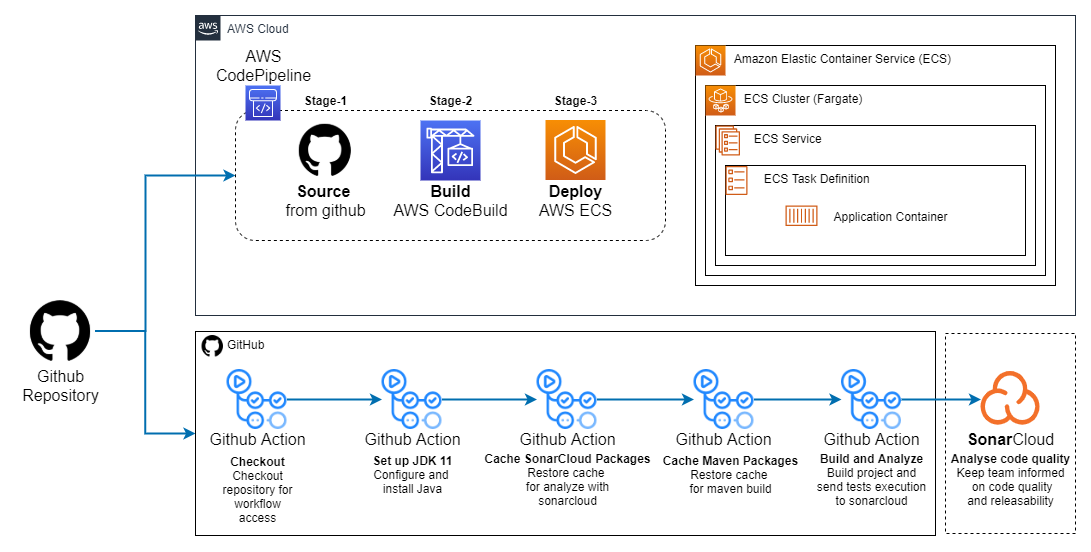 aws
AWS Cloud
AWS
CodePipeline
Stage-1
Stage-2
Stage-3
Source
from github
Build
AWS CodeBuild
Deploy
AWS ECS
Amazon Elastic Container Service (ECS)
ECS Cluster (Fargate)
ECS Service
ECS Task Definition
Application Container
Github
Repository
GitHub
Github Action
Checkout
Checkout
repository for
workflow
access
Github Action
Set up JDK 11
Configure and
install Java
Github Action
Cache SonarCloud Packages
Restore cache
for analyze with
sonarcloud
Github Action
Cache Maven Packages
Restore cache
for maven build
Github Action
Build and Analyze
Build project and
send tests execution
to sonarcloud
SonarCloud
Analyse code quality
Keep team informed
on code quality
and releasability